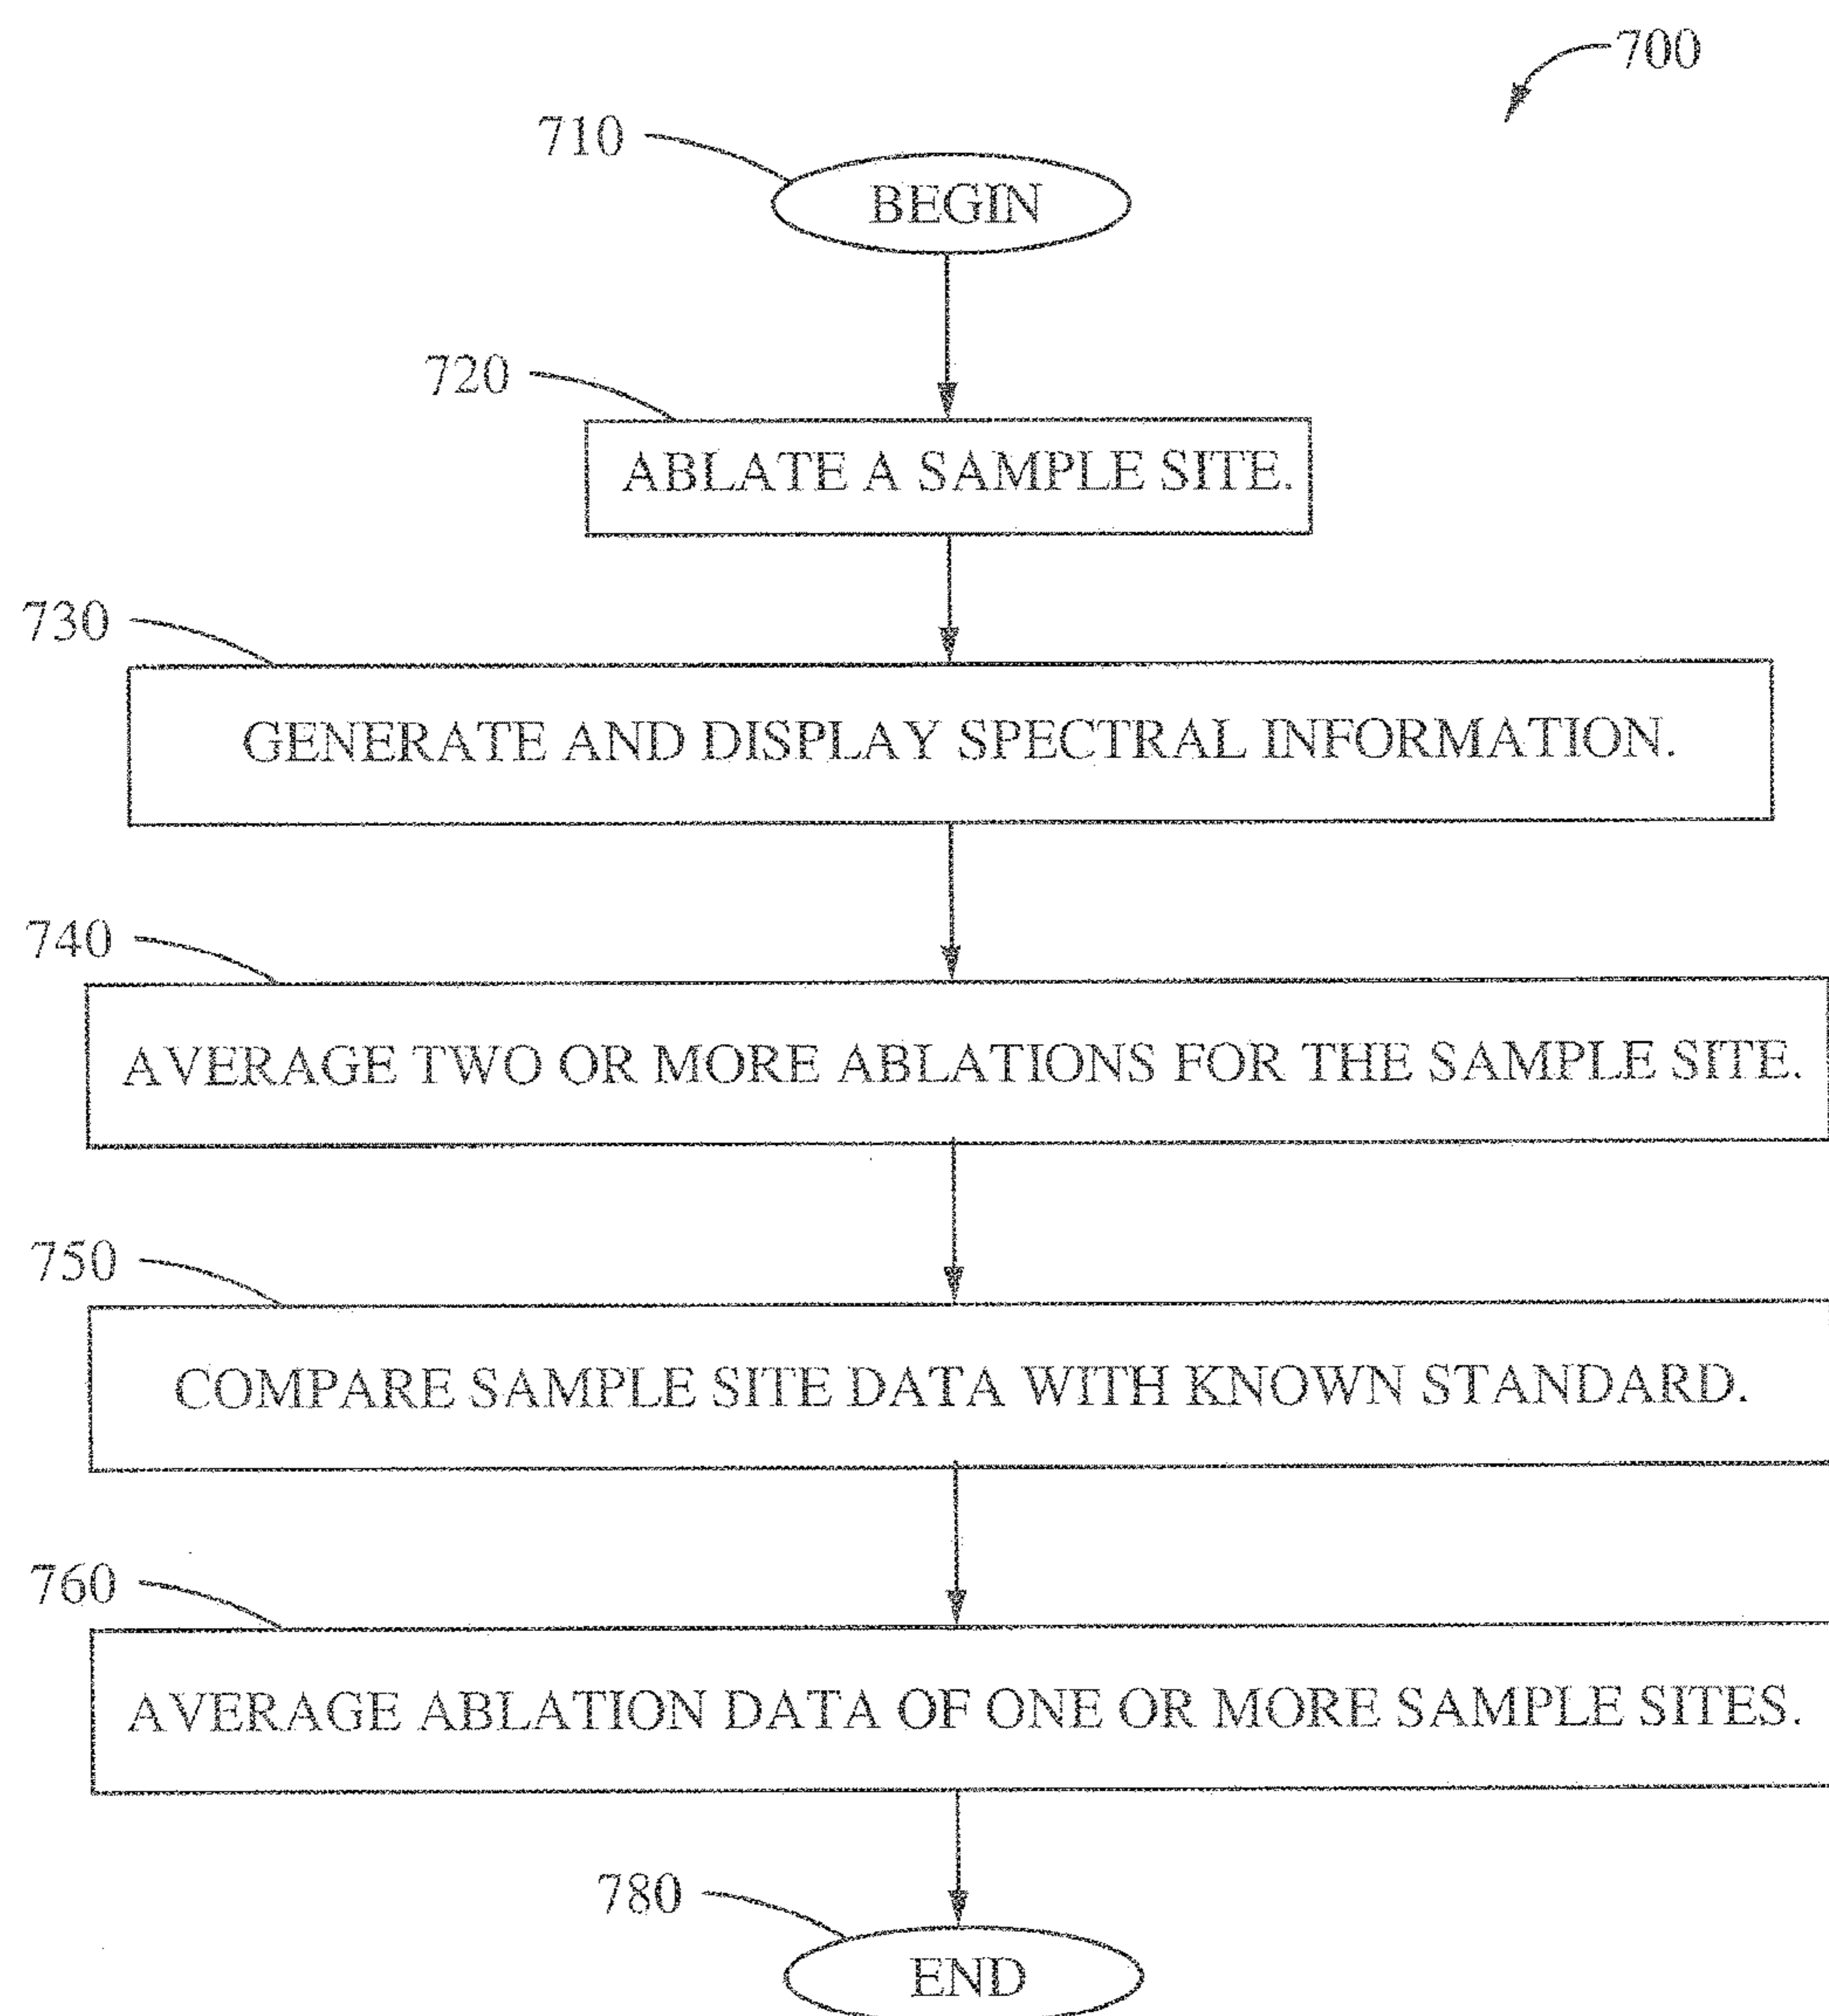 700
710
BEGIN
720
ABLATE A SAMPLE SITE.
730
GENERATE AND DISPLAY SPECTRAL INFORMATION.
740
AVERAGE TWO OR MORE ABLATIONS FOR THE SAMPLE SITE.
750
COMPARE SAMPLE SITE DATA WITH KNOWN STANDARD.
760
AVERAGE ABLATION DATA OF ONE OR MORE SAMPLE SITES.
780
END